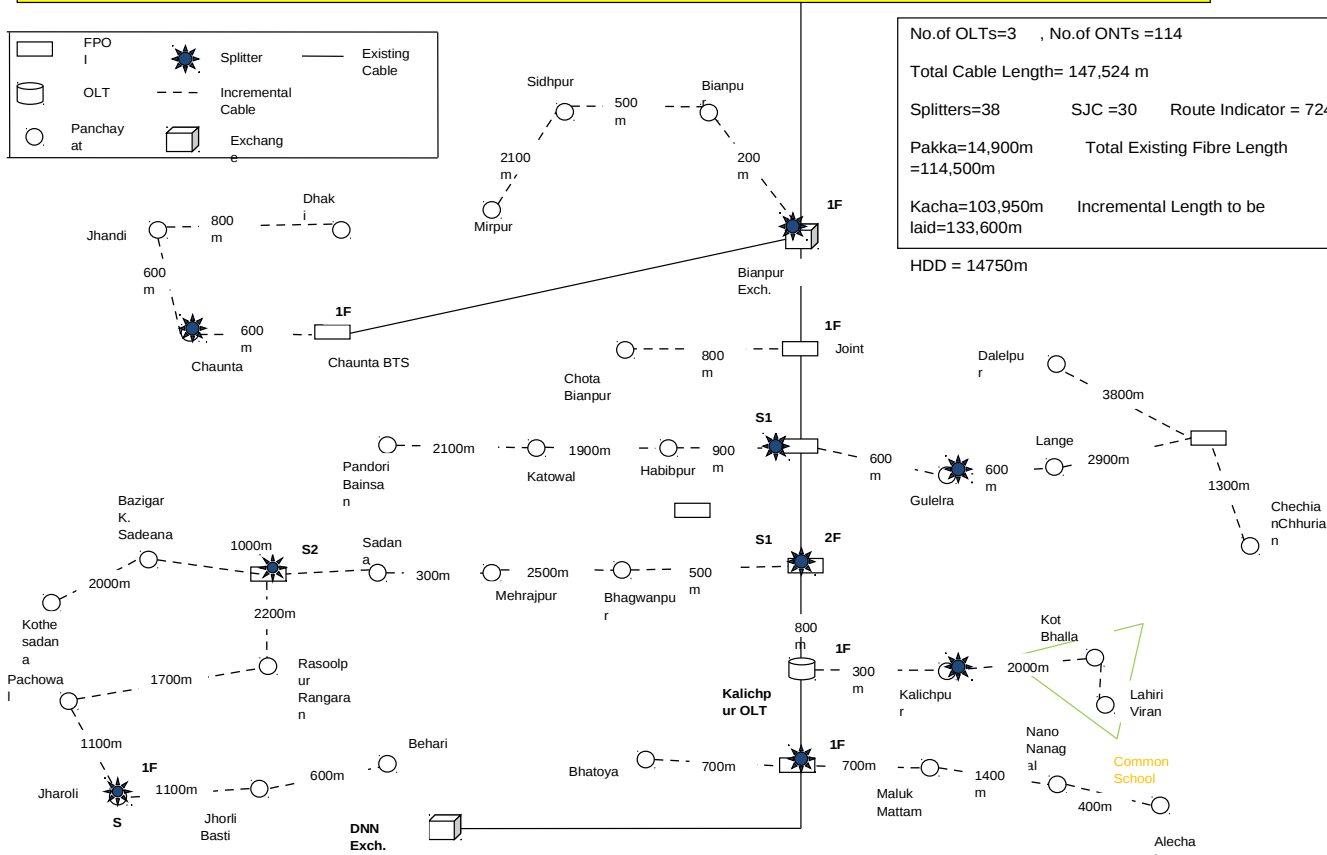 FPO
I
Splitter
Existing
Cable
OLT
Incremental
Cable
Panchay
at
Exchang
e
No.of OLTs=3 , No.of ONTs =114
Total Cable Length= 147,524 m
Splitters=38 SJC =30 Route Indicator = 724
Pakka=14,900m Total Existing Fibre Length
=114,500m
Kacha=103,950m Incremental Length to be
laid=133,600m
HDD = 14750m
Sidhpur
500
m
Bianpu
r
2100
m
200
m
Mirpur
1F
Bianpur
Exch.
Dhak
i
Jhandi
800
m
600
m
1F
600
m
Chaunta
Chaunta BTS
1F
Joint
800
m
Chota
Bianpur
Dalelpu
r
3800m
S1
2100m
1900m
900
m
Pandori
Bainsa
n
Katowal
Habibpur
600
m
Gulelra
600
m
Lange
2900m
1300m
Chechia
nChhuria
n
Bazigar
K.
Sadeana
1000m
S2
Sadan
a
300m
2500m
500
m
S1
2F
Mehrajpur
Bhagwanpu
r
2000m
Kothe
sadan
a
2200m
Pachowa
l
1700m
Rasoolp
ur
Rangara
n
800
m
1F
300
m
Kalichp
ur OLT
Kalichpu
r
2000m
Kot
Bhalla
Lahiri
Viran
Common
School
1100m
1F
Jharoli
S
1100m
Jhorli
Basti
600m
Behari
DNN
Exch.
Bhatoya
700m
1F
700m
Maluk
Mattam
1400
m
Nano
Nanag
al
400m
Alecha